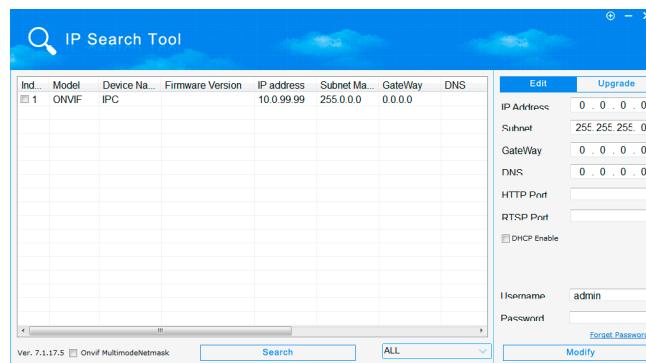 IP Search Tool
Ind... Model Device Na... Firmware Version IP address Subnet Ma... GateWay DNS
1 ONVIF IPC 10.0.99.99 255.0.0.0 0.0.0.0
Ver. 7.1.17.5 Onvif MultimodeNetmask Search ALL
Edit Upgrade
IP Address 0 . 0 . 0 . 0
Subnet 255. 255. 255. 0
GateWay 0 . 0 . 0 . 0
DNS 0 . 0 . 0 . 0
HTTP Port
RTSP Port
DHCP Enable
Username admin
Password
Forget Password
Modify